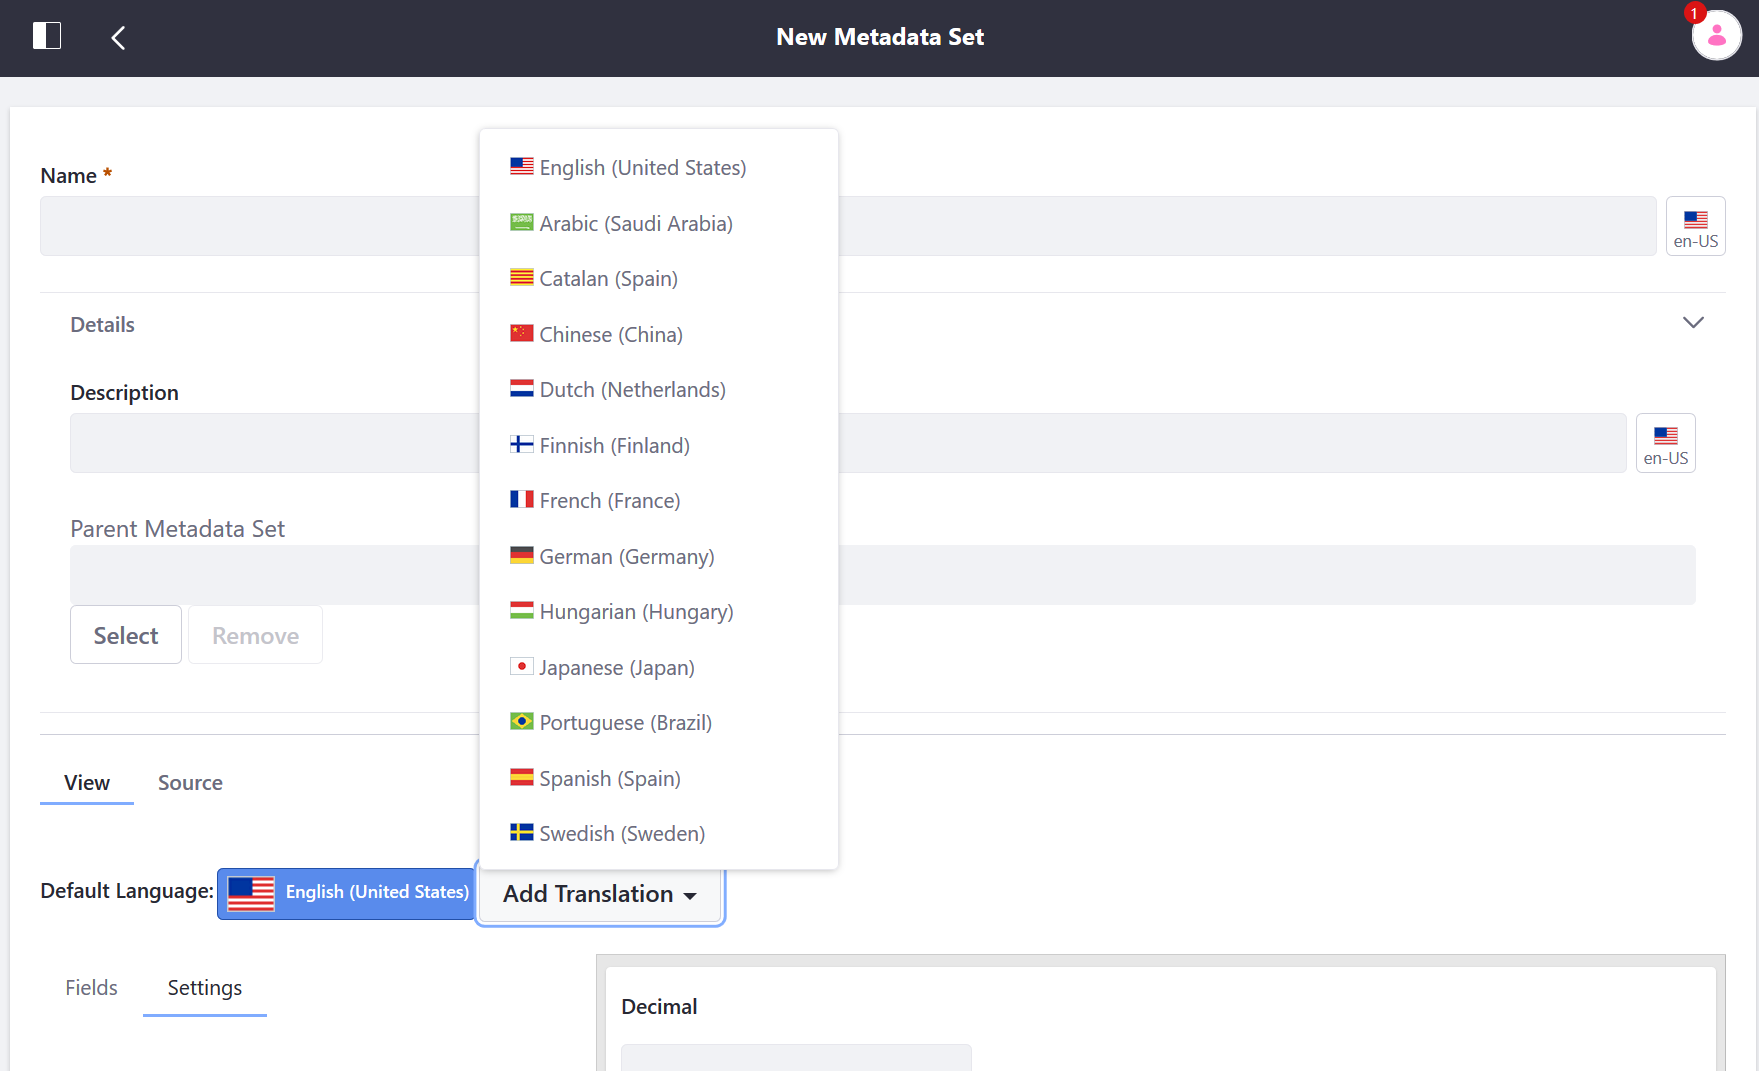 New Metadata Set
1
Name *
en-US
Details
Description
en-US
Parent Metadata Set
Select
Remove
English (United States)
Arabic (Saudi Arabia)
Catalan (Spain)
Chinese (China)
Dutch (Netherlands)
Finnish (Finland)
French (France)
German (Germany)
Hungarian (Hungary)
Japanese (Japan)
Portuguese (Brazil)
Spanish (Spain)
Swedish (Sweden)
View
Source
Default Language:
English (United States)
Add Translation
Fields
Settings
Decimal